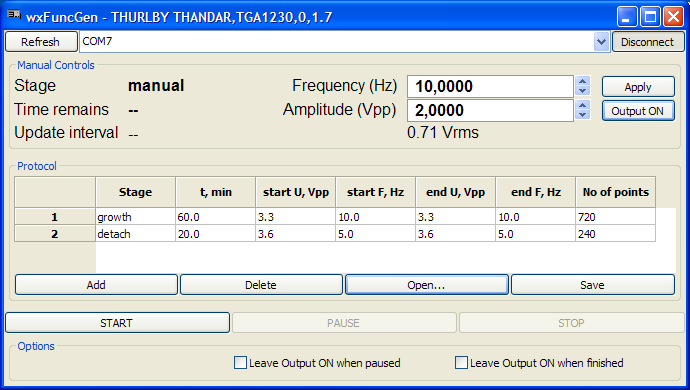 wxFuncGen - THURLBY THANDAR,TGA1230,0,1.7
Refresh COM7 Disconnect
Manual Controls
Stage manual Frequency (Hz) 10,0000 Apply
Time remains -- Amplitude (Vpp) 2,0000 Output ON
Update interval -- 0.71 Vrms
Protocol
Stage t, min start U, Vpp start F, Hz end U, Vpp end F, Hz No of points
1 growth 60.0 3.3 10.0 3.3 10.0 720
2 detach 20.0 3.6 5.0 3.6 5.0 240
Add Delete Open... Save
START PAUSE STOP
Options
Leave Output ON when paused Leave Output ON when finished